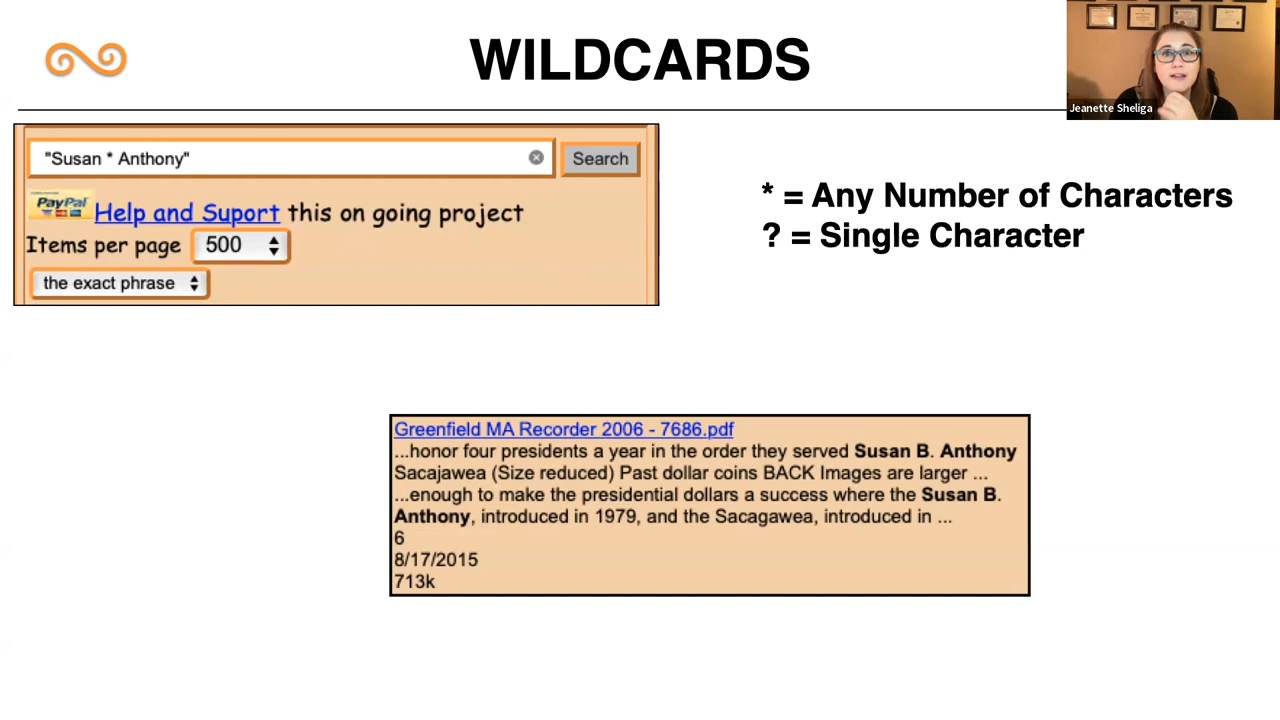 WILDCARDS
Jeanette Sheliga
"Susan * Anthony"
Search
PayPal
Help and Suport this on going project
Items per page 500
the exact phrase
* = Any Number of Characters
? = Single Character
Greenfield MA Recorder 2006 - 7686.pdf
...honor four presidents a year in the order they served Susan B. Anthony
Sacajawea (Size reduced) Past dollar coins BACK Images are larger ...
...enough to make the presidential dollars a success where the Susan B.
Anthony, introduced in 1979, and the Sacagawea, introduced in ...
6
8/17/2015
713k